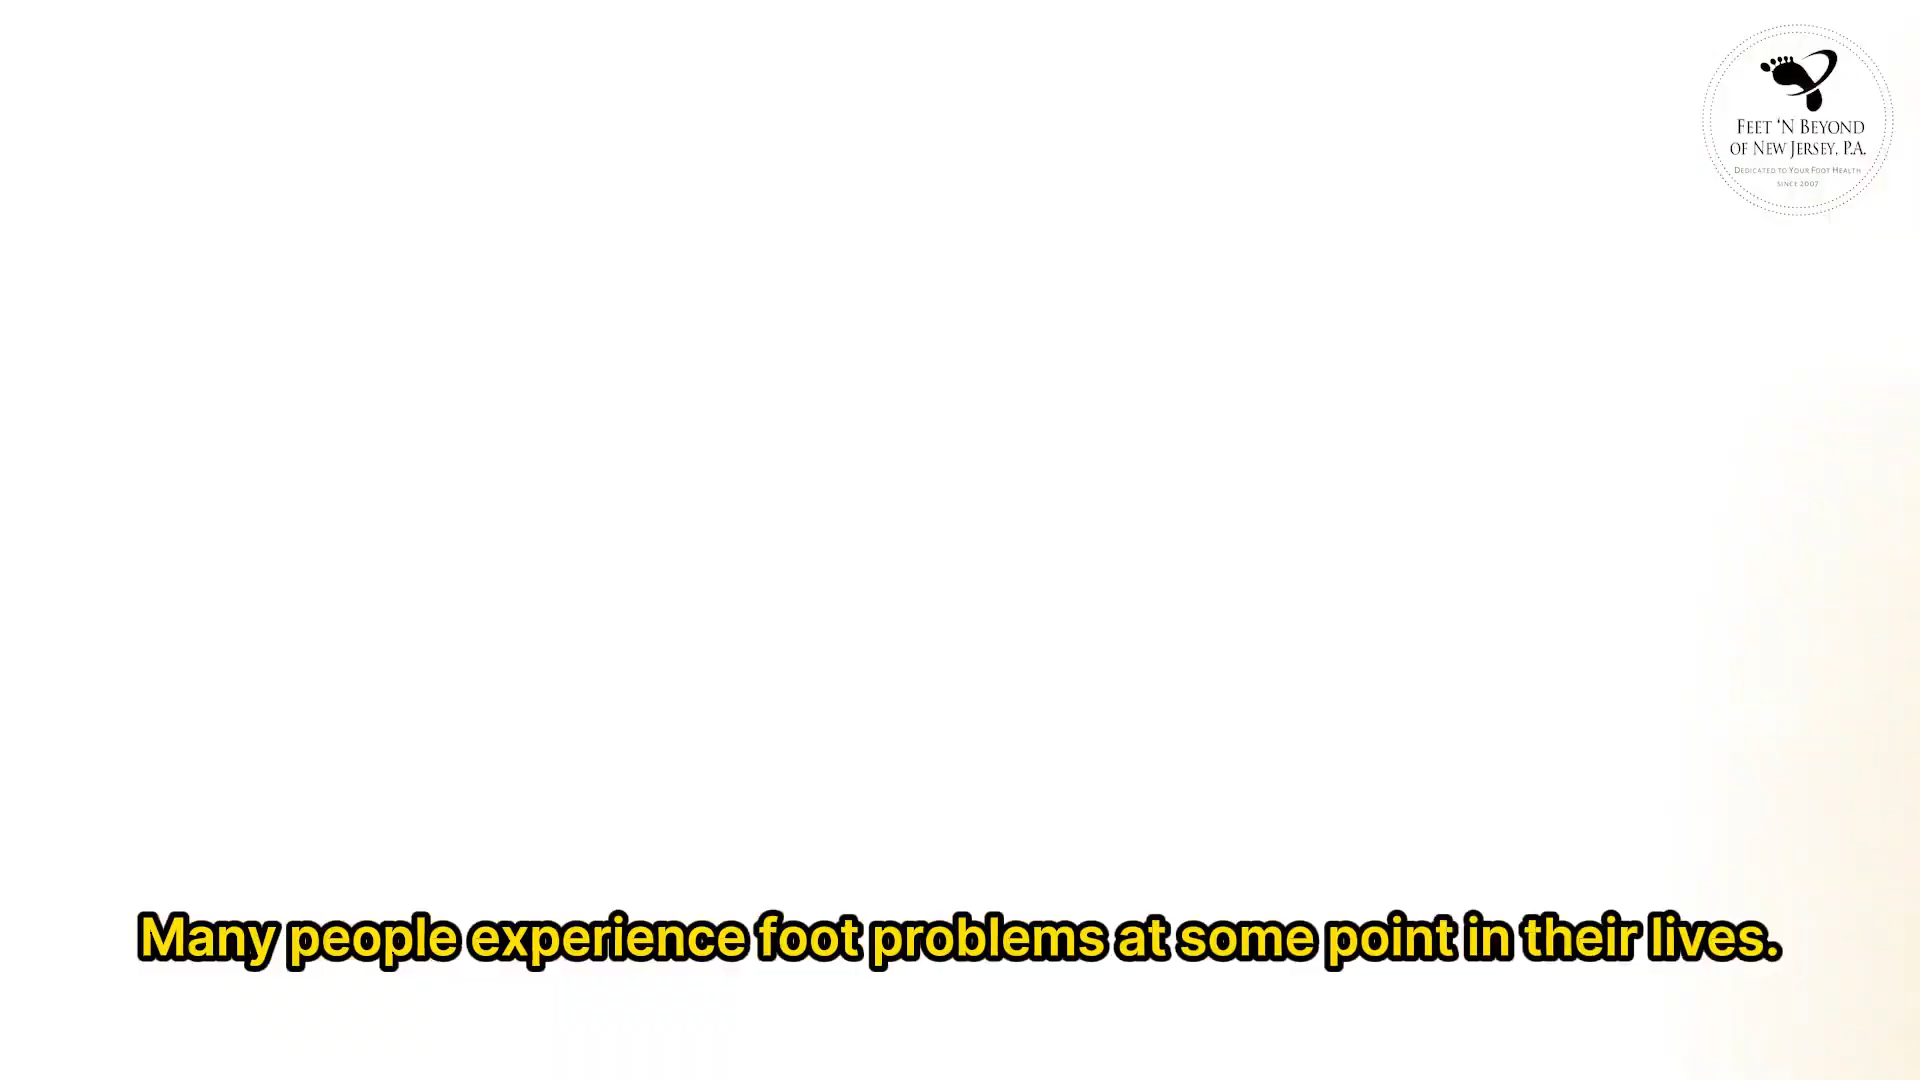 FEET ‘N BEYOND
OF NEW JERSEY, P.A.
DEDICATED TO YOUR FOOT HEALTH
SINCE 2007
Many people experience foot problems at some point in their lives.